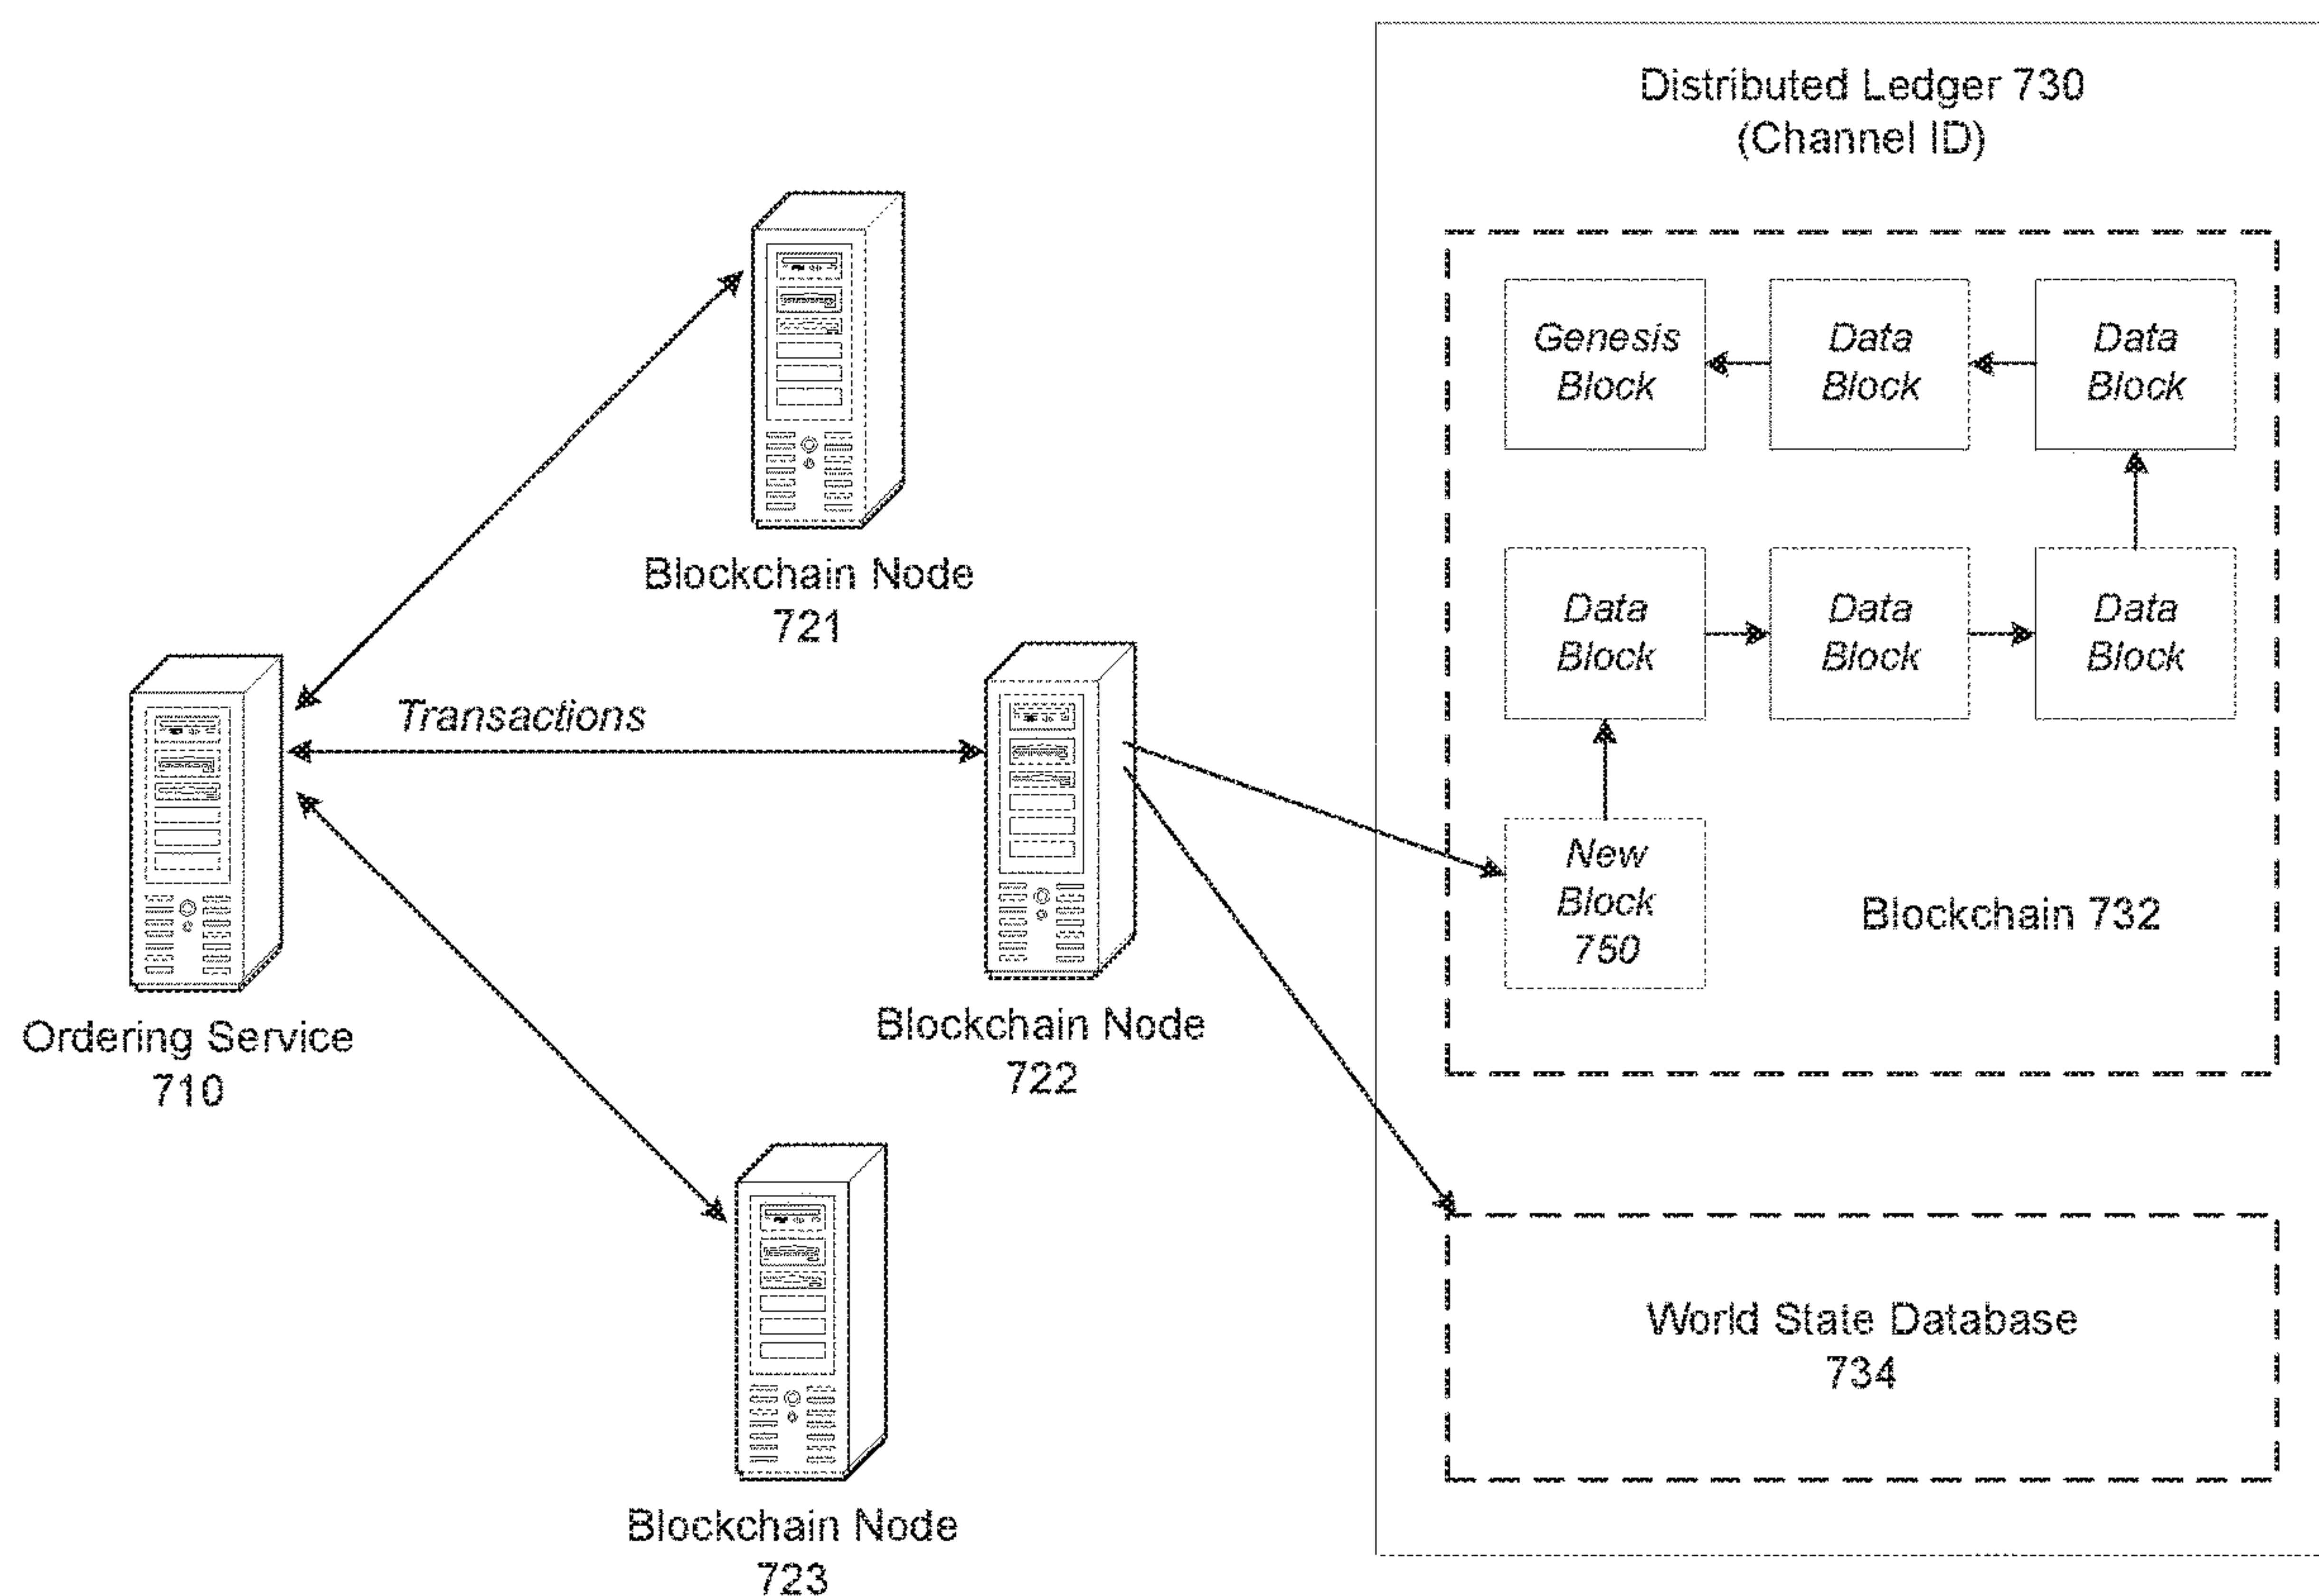 Distributed Ledger 730
(Channel ID)
Genesis
Block
Data
Block
Data
Block
Blockchain Node
721
Data
Block
Data
Block
Data
Block
Transactions
New
Block
750
Blockchain 732
Ordering Service
710
Blockchain Node
722
World State Database
734
Blockchain Node
723